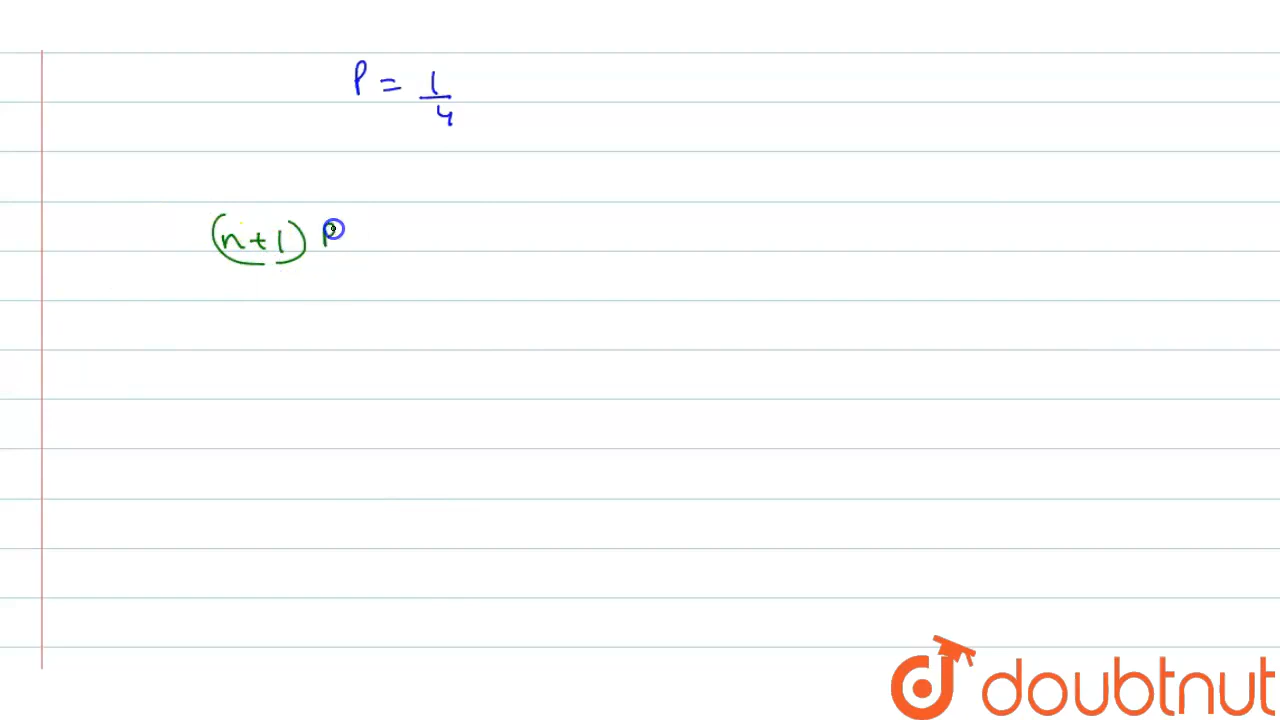 P = 1/4
(n+1) P
doubtnut